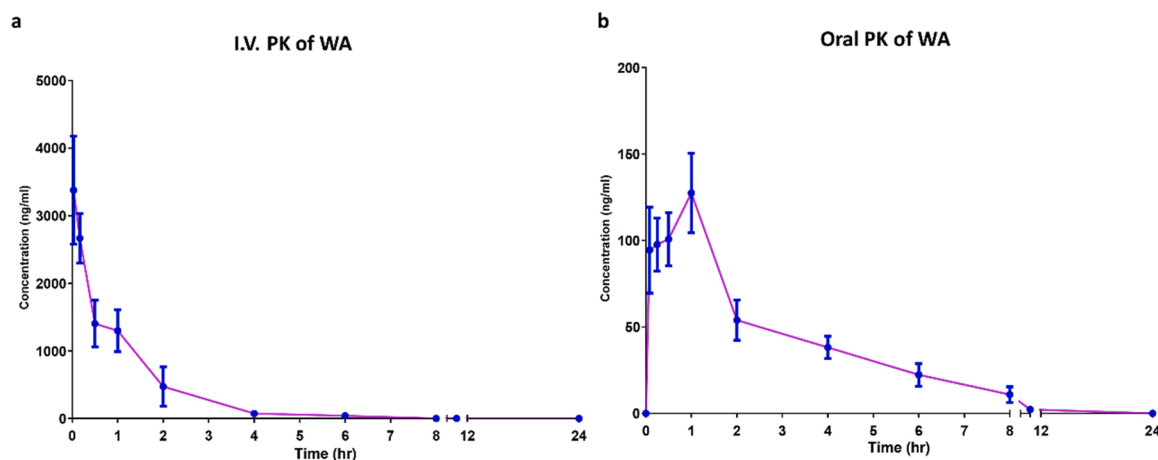 a
I.V. PK of WA
Concentration (ng/ml)
5000
4000
3000
2000
1000
0
0 1 2 3 4 5 6 7 8 12 24
Time (hr)
b
Oral PK of WA
Concentration (ng/ml)
200
150
100
50
0
0 1 2 3 4 5 6 7 8 12 24
Time (hr)